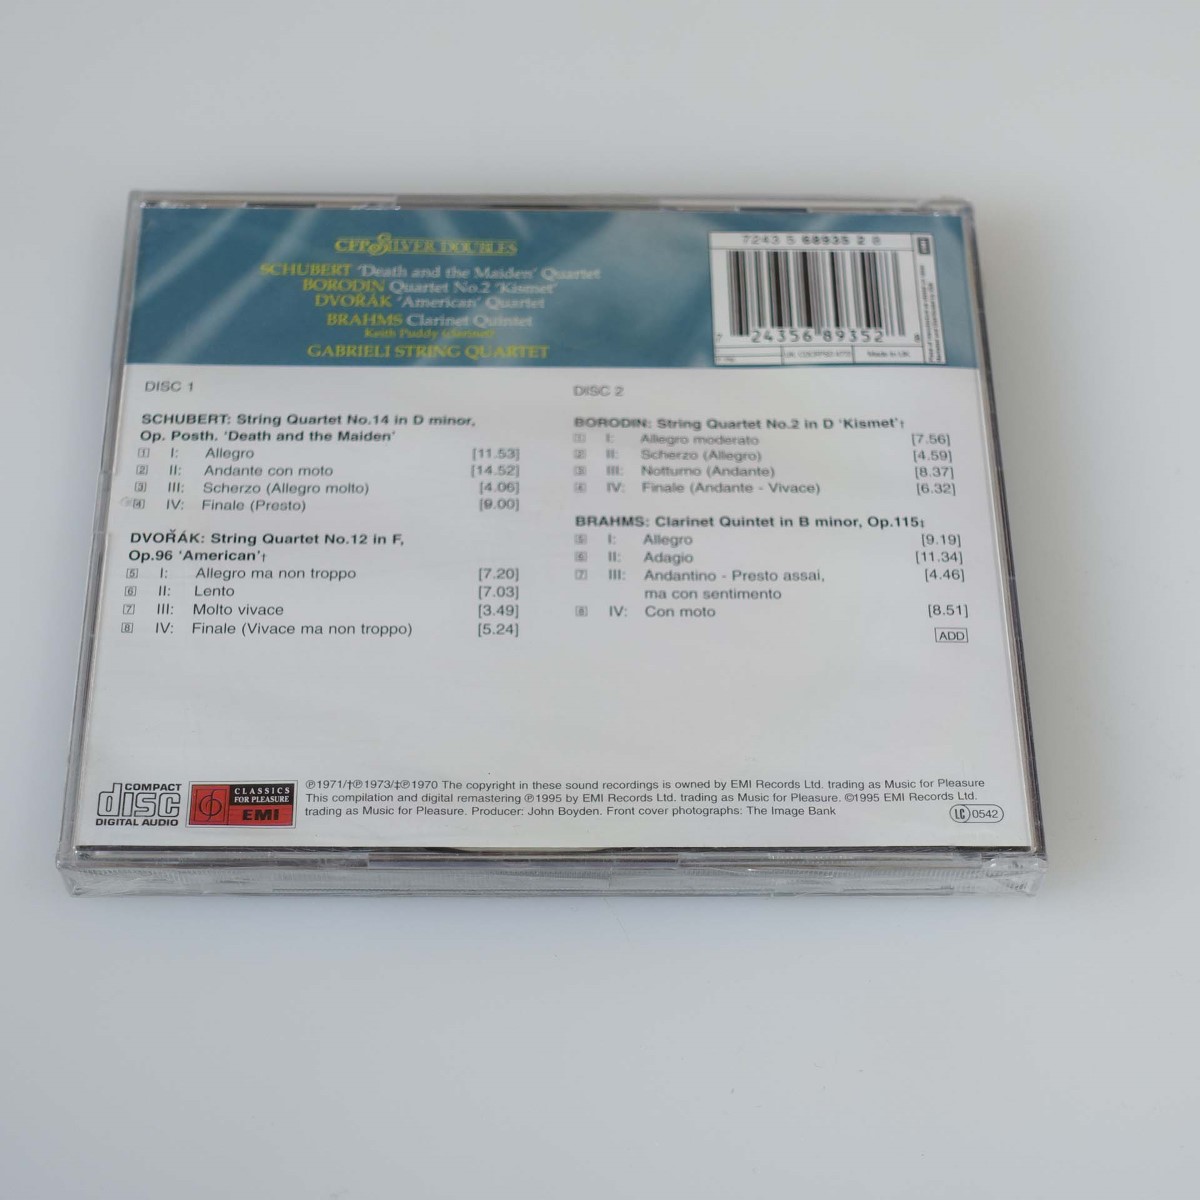 CFP SILVER DOUBLES
SCHUBERT 'Death and the Maiden' Quartet
BORODIN Quartet No.2 'Kismet'
DVOŘÁK 'American' Quartet
BRAHMS Clarinet Quintet
Keith Puddy (clarinet)
GABRIELI STRING QUARTET
7243 5 68935 2 8
7 24356 89352 8
Made in UK
DISC 1
SCHUBERT: String Quartet No.14 in D minor,
Op. Posth. 'Death and the Maiden'
1 I: Allegro [11.53]
2 II: Andante con moto [14.52]
3 III: Scherzo (Allegro molto) [4.06]
4 IV: Finale (Presto) [9.00]
DVOŘÁK: String Quartet No.12 in F,
Op.96 'American'†
5 I: Allegro ma non troppo [7.20]
6 II: Lento [7.03]
7 III: Molto vivace [3.49]
8 IV: Finale (Vivace ma non troppo) [5.24]
DISC 2
BORODIN: String Quartet No.2 in D 'Kismet'†
1 I: Allegro moderato [7.56]
2 II: Scherzo (Allegro) [4.59]
3 III: Notturno (Andante) [8.37]
4 IV: Finale (Andante - Vivace) [6.32]
BRAHMS: Clarinet Quintet in B minor, Op.115‡
5 I: Allegro [9.19]
6 II: Adagio [11.34]
7 III: Andantino - Presto assai, [4.46]
ma con sentimento
8 IV: Con moto [8.51]
ADD
COMPACT
disc
DIGITAL AUDIO
CLASSICS
FOR PLEASURE
EMI
℗1971/†℗1973/‡℗1970 The copyright in these sound recordings is owned by EMI Records Ltd. trading as Music for Pleasure
This compilation and digital remastering ℗1995 by EMI Records Ltd. trading as Music for Pleasure. ©1995 EMI Records Ltd.
trading as Music for Pleasure. Producer: John Boyden. Front cover photographs: The Image Bank
LC 0542